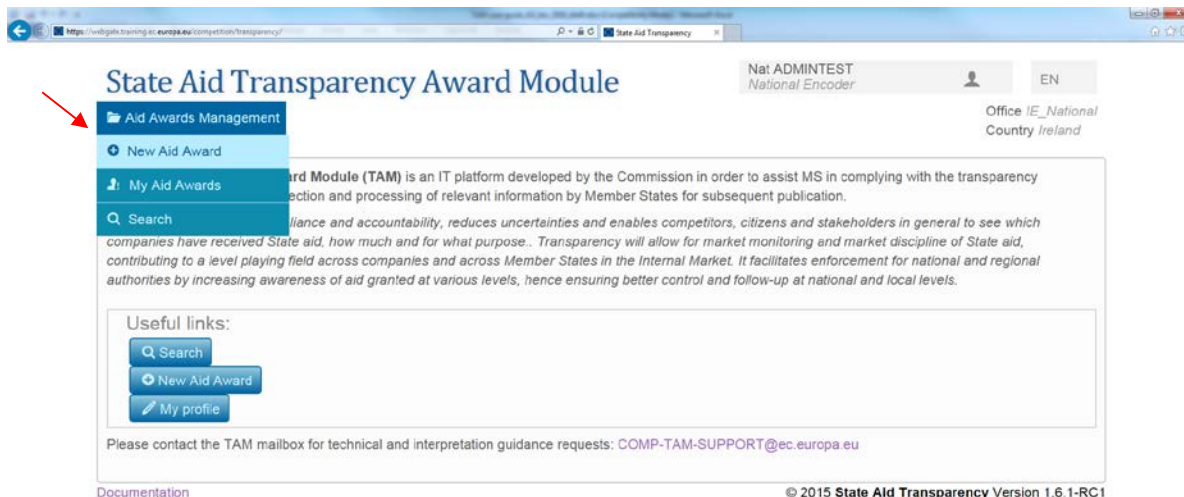 https://webgate.training.ec.europa.eu/competition/transparency/
State Aid Transparency
State Aid Transparency Award Module
Nat ADMINTEST
National Encoder
EN
Office IE_National
Country Ireland
Aid Awards Management
New Aid Award
My Aid Awards
Search
ard Module (TAM) is an IT platform developed by the Commission in order to assist MS in complying with the transparency
ection and processing of relevant information by Member States for subsequent publication.
liance and accountability, reduces uncertainties and enables competitors, citizens and stakeholders in general to see which
companies have received State aid, how much and for what purpose.. Transparency will allow for market monitoring and market discipline of State aid,
contributing to a level playing field across companies and across Member States in the Internal Market. It facilitates enforcement for national and regional
authorities by increasing awareness of aid granted at various levels, hence ensuring better control and follow-up at national and local levels.
Useful links:
Search
New Aid Award
My profile
Please contact the TAM mailbox for technical and interpretation guidance requests: COMP-TAM-SUPPORT@ec.europa.eu
Documentation
© 2015 State Aid Transparency Version 1.6.1-RC1